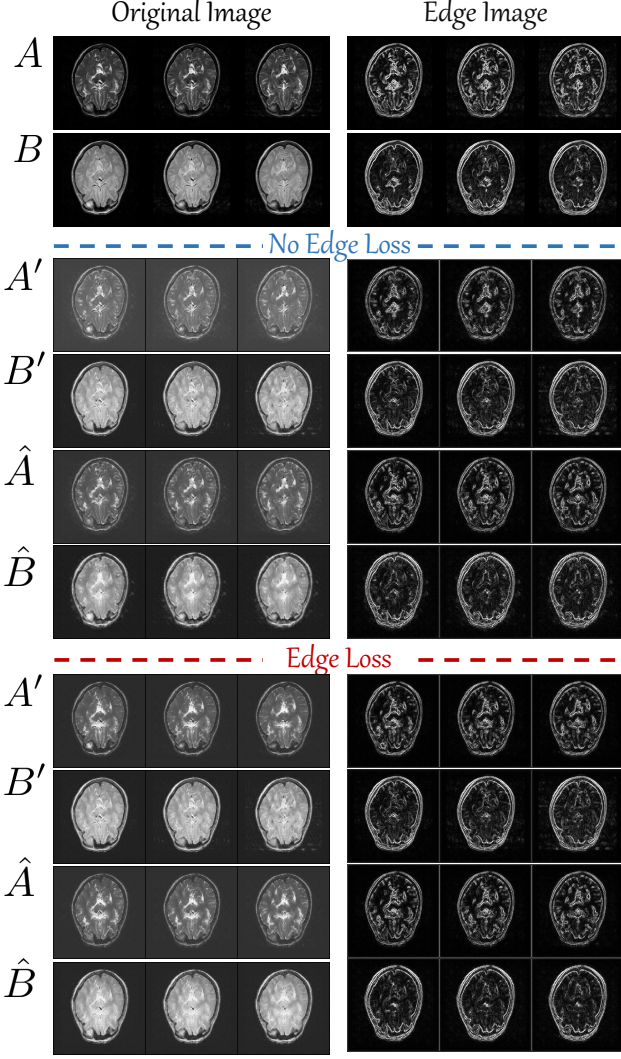 Original Image Edge Image
A
B
No Edge Loss
A′
B′
Â
B̂
Edge Loss
A′
B′
Â
B̂